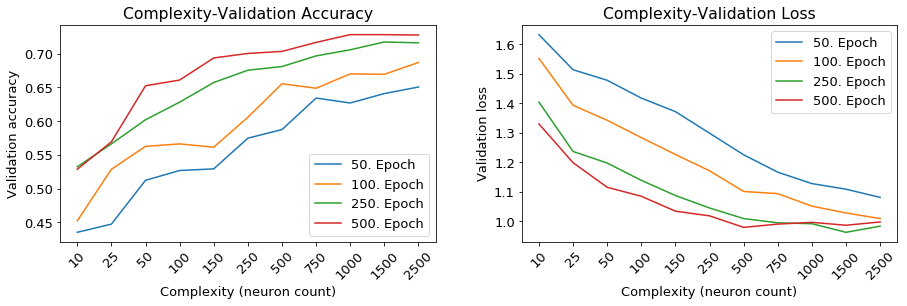 Complexity-Validation Accuracy
Validation accuracy
0.70
0.65
0.60
0.55
0.50
0.45
50. Epoch
100. Epoch
250. Epoch
500. Epoch
10 25 50 100 150 250 500 750 1000 1500 2500
Complexity (neuron count)
Complexity-Validation Loss
Validation loss
1.6
1.5
1.4
1.3
1.2
1.1
1.0
50. Epoch
100. Epoch
250. Epoch
500. Epoch
10 25 50 100 150 250 500 750 1000 1500 2500
Complexity (neuron count)